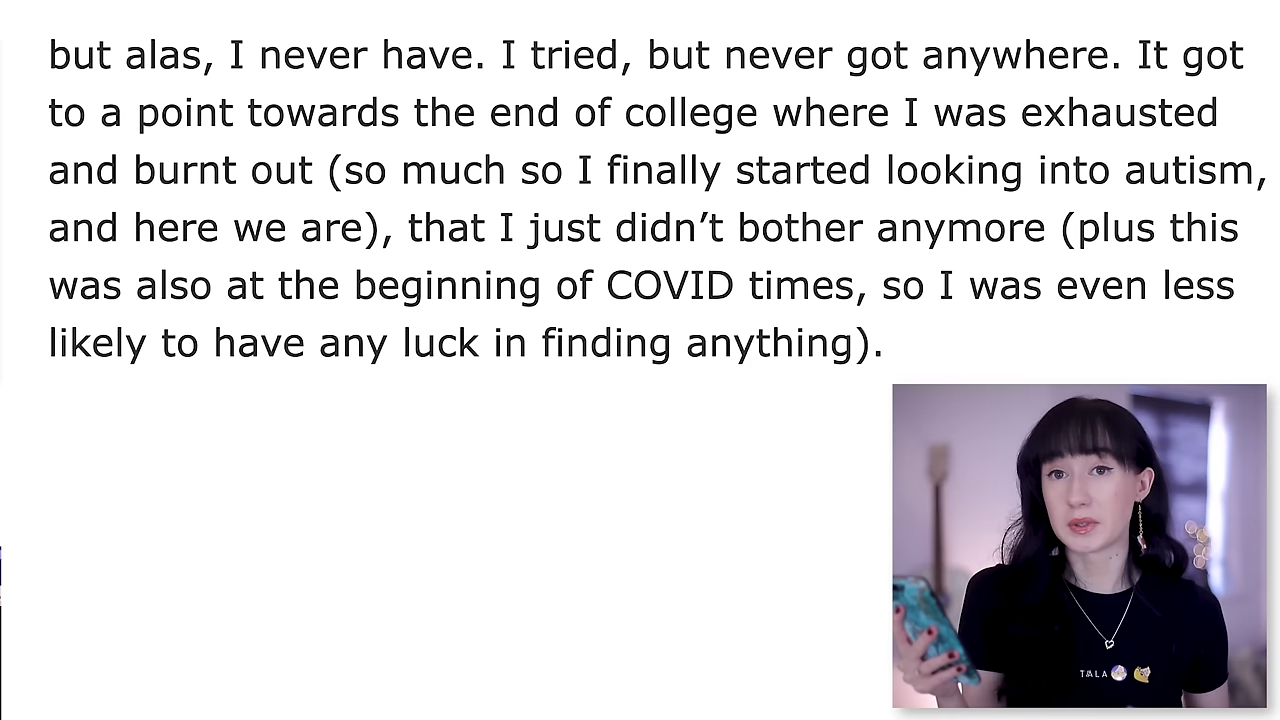 but alas, I never have. I tried, but never got anywhere. It got
to a point towards the end of college where I was exhausted
and burnt out (so much so I finally started looking into autism,
and here we are), that I just didn’t bother anymore (plus this
was also at the beginning of COVID times, so I was even less
likely to have any luck in finding anything).
TALA